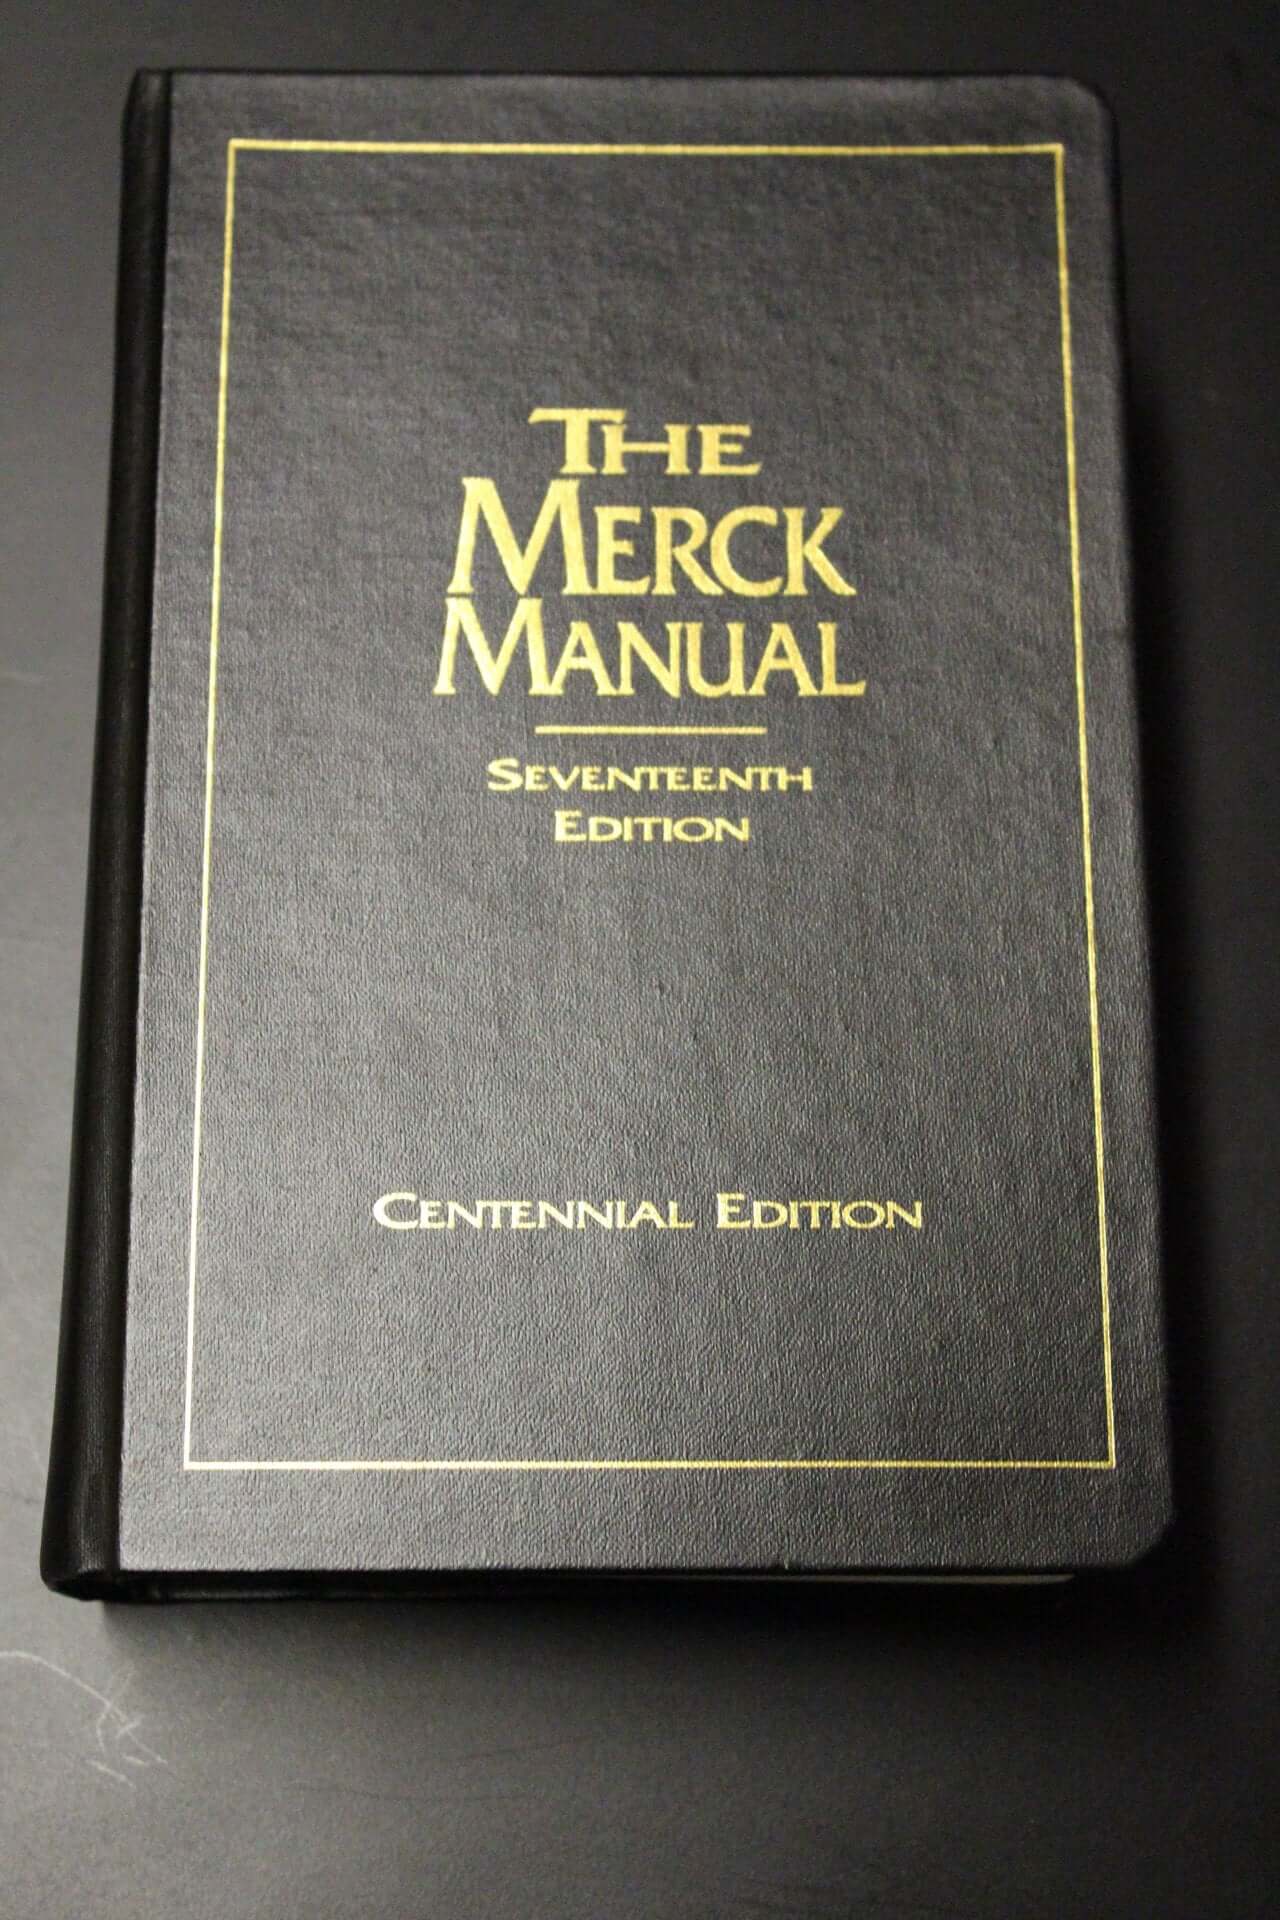 THE
MERCK
MANUAL
SEVENTEENTH
EDITION
CENTENNIAL EDITION